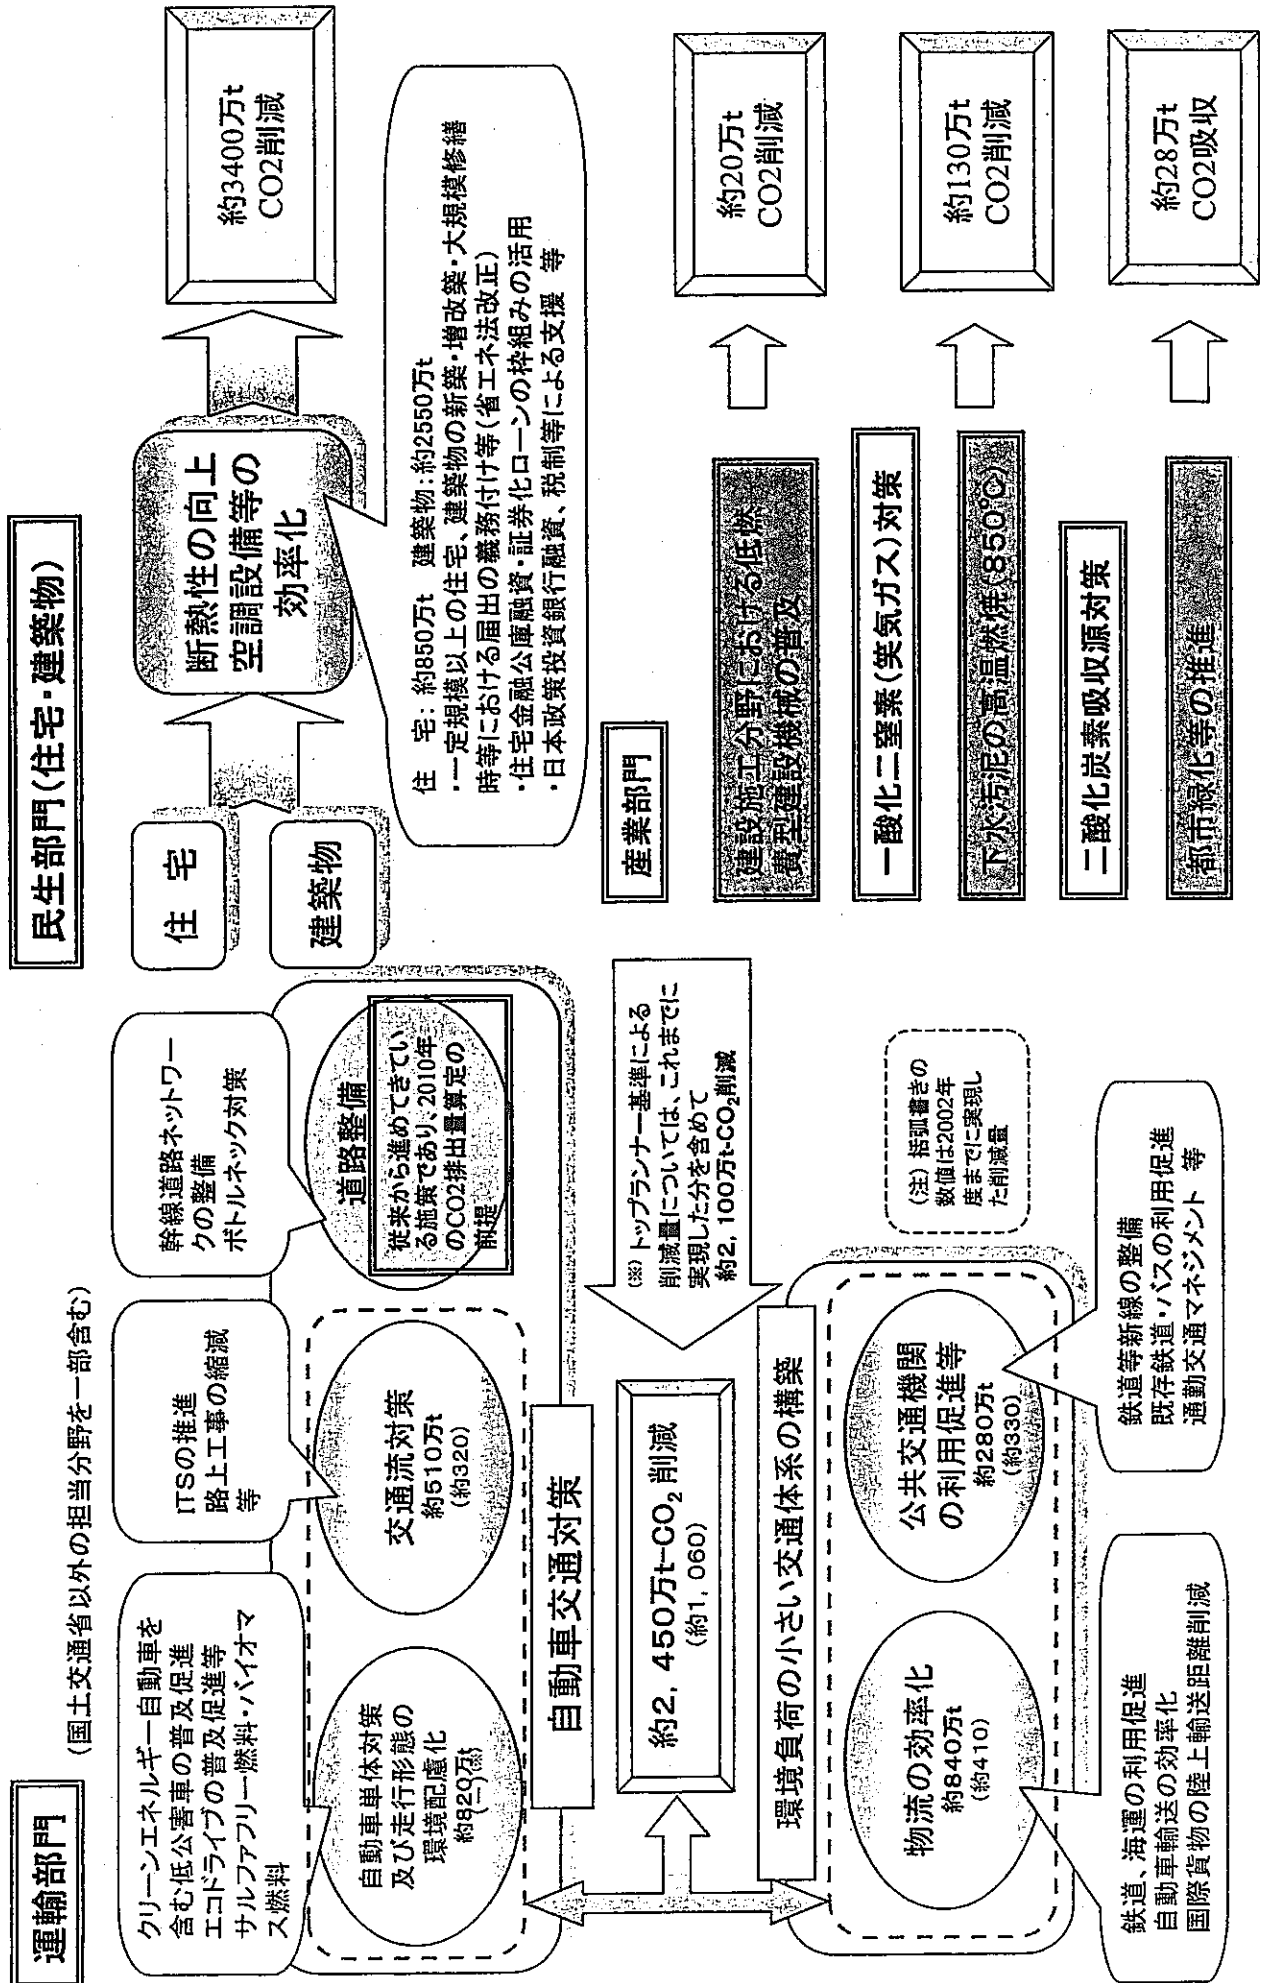 運輸部門
(国土交通省以外の担当分野を一部含む)
クリーンエネルギー自動車を
含む低公害車の普及促進
エコドライブの普及促進等
サルファフリー燃料・バイオマ
ス燃料
ITSの推進
路上工事の縮減
等
幹線道路ネットワー
クの整備
ボトルネック対策
自動車単体対策
及び走行形態の
環境配慮化
約820万t
(−)(※)
交通流対策
約510万t
(約320)
道路整備
従来から進めてきてい
る施策であり、2010年
のCO2排出量算定の
前提
自動車交通対策
約2,450万t-CO₂削減
(約1,060)
(※)トップランナー基準による
削減量については、これまでに
実現した分を含めて
約2,100万t-CO₂削減
環境負荷の小さい交通体系の構築
物流の効率化
約840万t
(約410)
公共交通機関
の利用促進等
約280万t
(約330)
(注)括弧書きの
数値は2002年
度までに実現し
た削減量
鉄道、海運の利用促進
自動車輸送の効率化
国際貨物の陸上輸送距離削減
鉄道等新線の整備
既存鉄道・バスの利用促進
通勤交通マネジメント 等
民生部門(住宅・建築物)
住 宅
建築物
断熱性の向上
空調設備等の
効率化
約3400万t
CO2削減
住 宅:約850万t 建築物:約2550万t
・一定規模以上の住宅、建築物の新築・増改築・大規模修繕
時等における届出の義務付け等(省エネ法改正)
・住宅金融公庫融資・証券化ローンの枠組みの活用
・日本政策投資銀行融資、税制等による支援 等
産業部門
建設施工分野における低燃
費型建設機械の普及
約20万t
CO2削減
一酸化二窒素(笑気ガス)対策
下水汚泥の高温燃焼(850℃)
約130万t
CO2削減
二酸化炭素吸収源対策
都市緑化等の推進
約28万t
CO2吸収